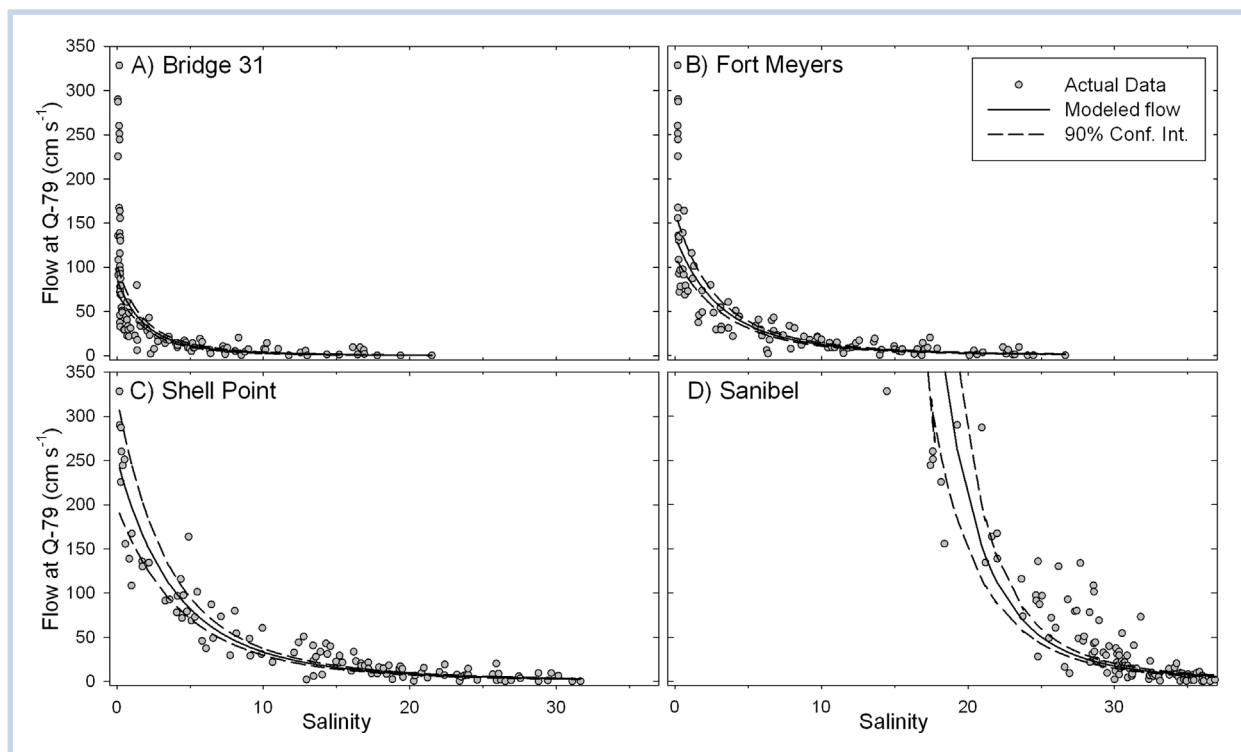 A) Bridge 31
B) Fort Meyers
Actual Data
Modeled flow
90% Conf. Int.
350
300
250
200
150
100
50
0
Flow at Q-79 (cm s-1)
C) Shell Point
D) Sanibel
350
300
250
200
150
100
50
0
Flow at Q-79 (cm s-1)
0 10 20 30
0 10 20 30
Salinity
Salinity